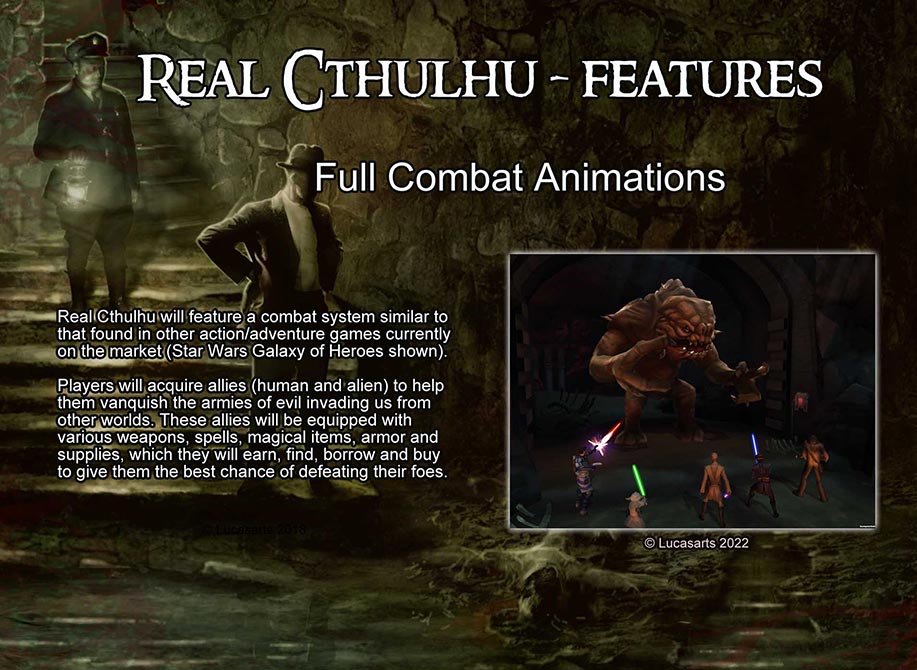 Real Cthulhu - features
Full Combat Animations
Real Cthulhu will feature a combat system similar to
that found in other action/adventure games currently
on the market (Star Wars Galaxy of Heroes shown).
Players will acquire allies (human and alien) to help
them vanquish the armies of evil invading us from
other worlds. These allies will be equipped with
various weapons, spells, magical items, armor and
supplies, which they will earn, find, borrow and buy
to give them the best chance of defeating their foes.
© Lucasarts 2018
© Lucasarts 2022